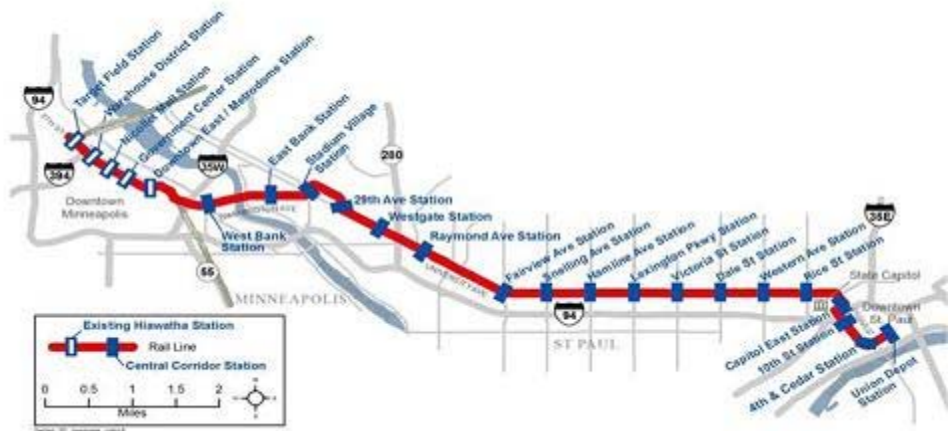 Target Field Station
Warehouse District Station
Nicollet Mall Station
Government Center Station
Downtown East / Metrodome Station
94
394
Downtown
Minneapolis
35W
55
West Bank
Station
WASHINGTON AVE
East Bank Station
Stadium Village
Station
280
29th Ave Station
Westgate Station
Raymond Ave Station
UNIVERSITY AVE
MINNEAPOLIS
Fairview Ave Station
Snelling Ave Station
Hamline Ave Station
Lexington Pkwy Station
Victoria St Station
Dale St Station
Western Ave Station
Rice St Station
94
ST PAUL
35E
State Capitol
Downtown
St. Paul
Capitol East Station
10th St Station
4th & Cedar Station
Union Depot
Station
Existing Hiawatha Station
Rail Line
Central Corridor Station
0 0.5 1 2
Miles